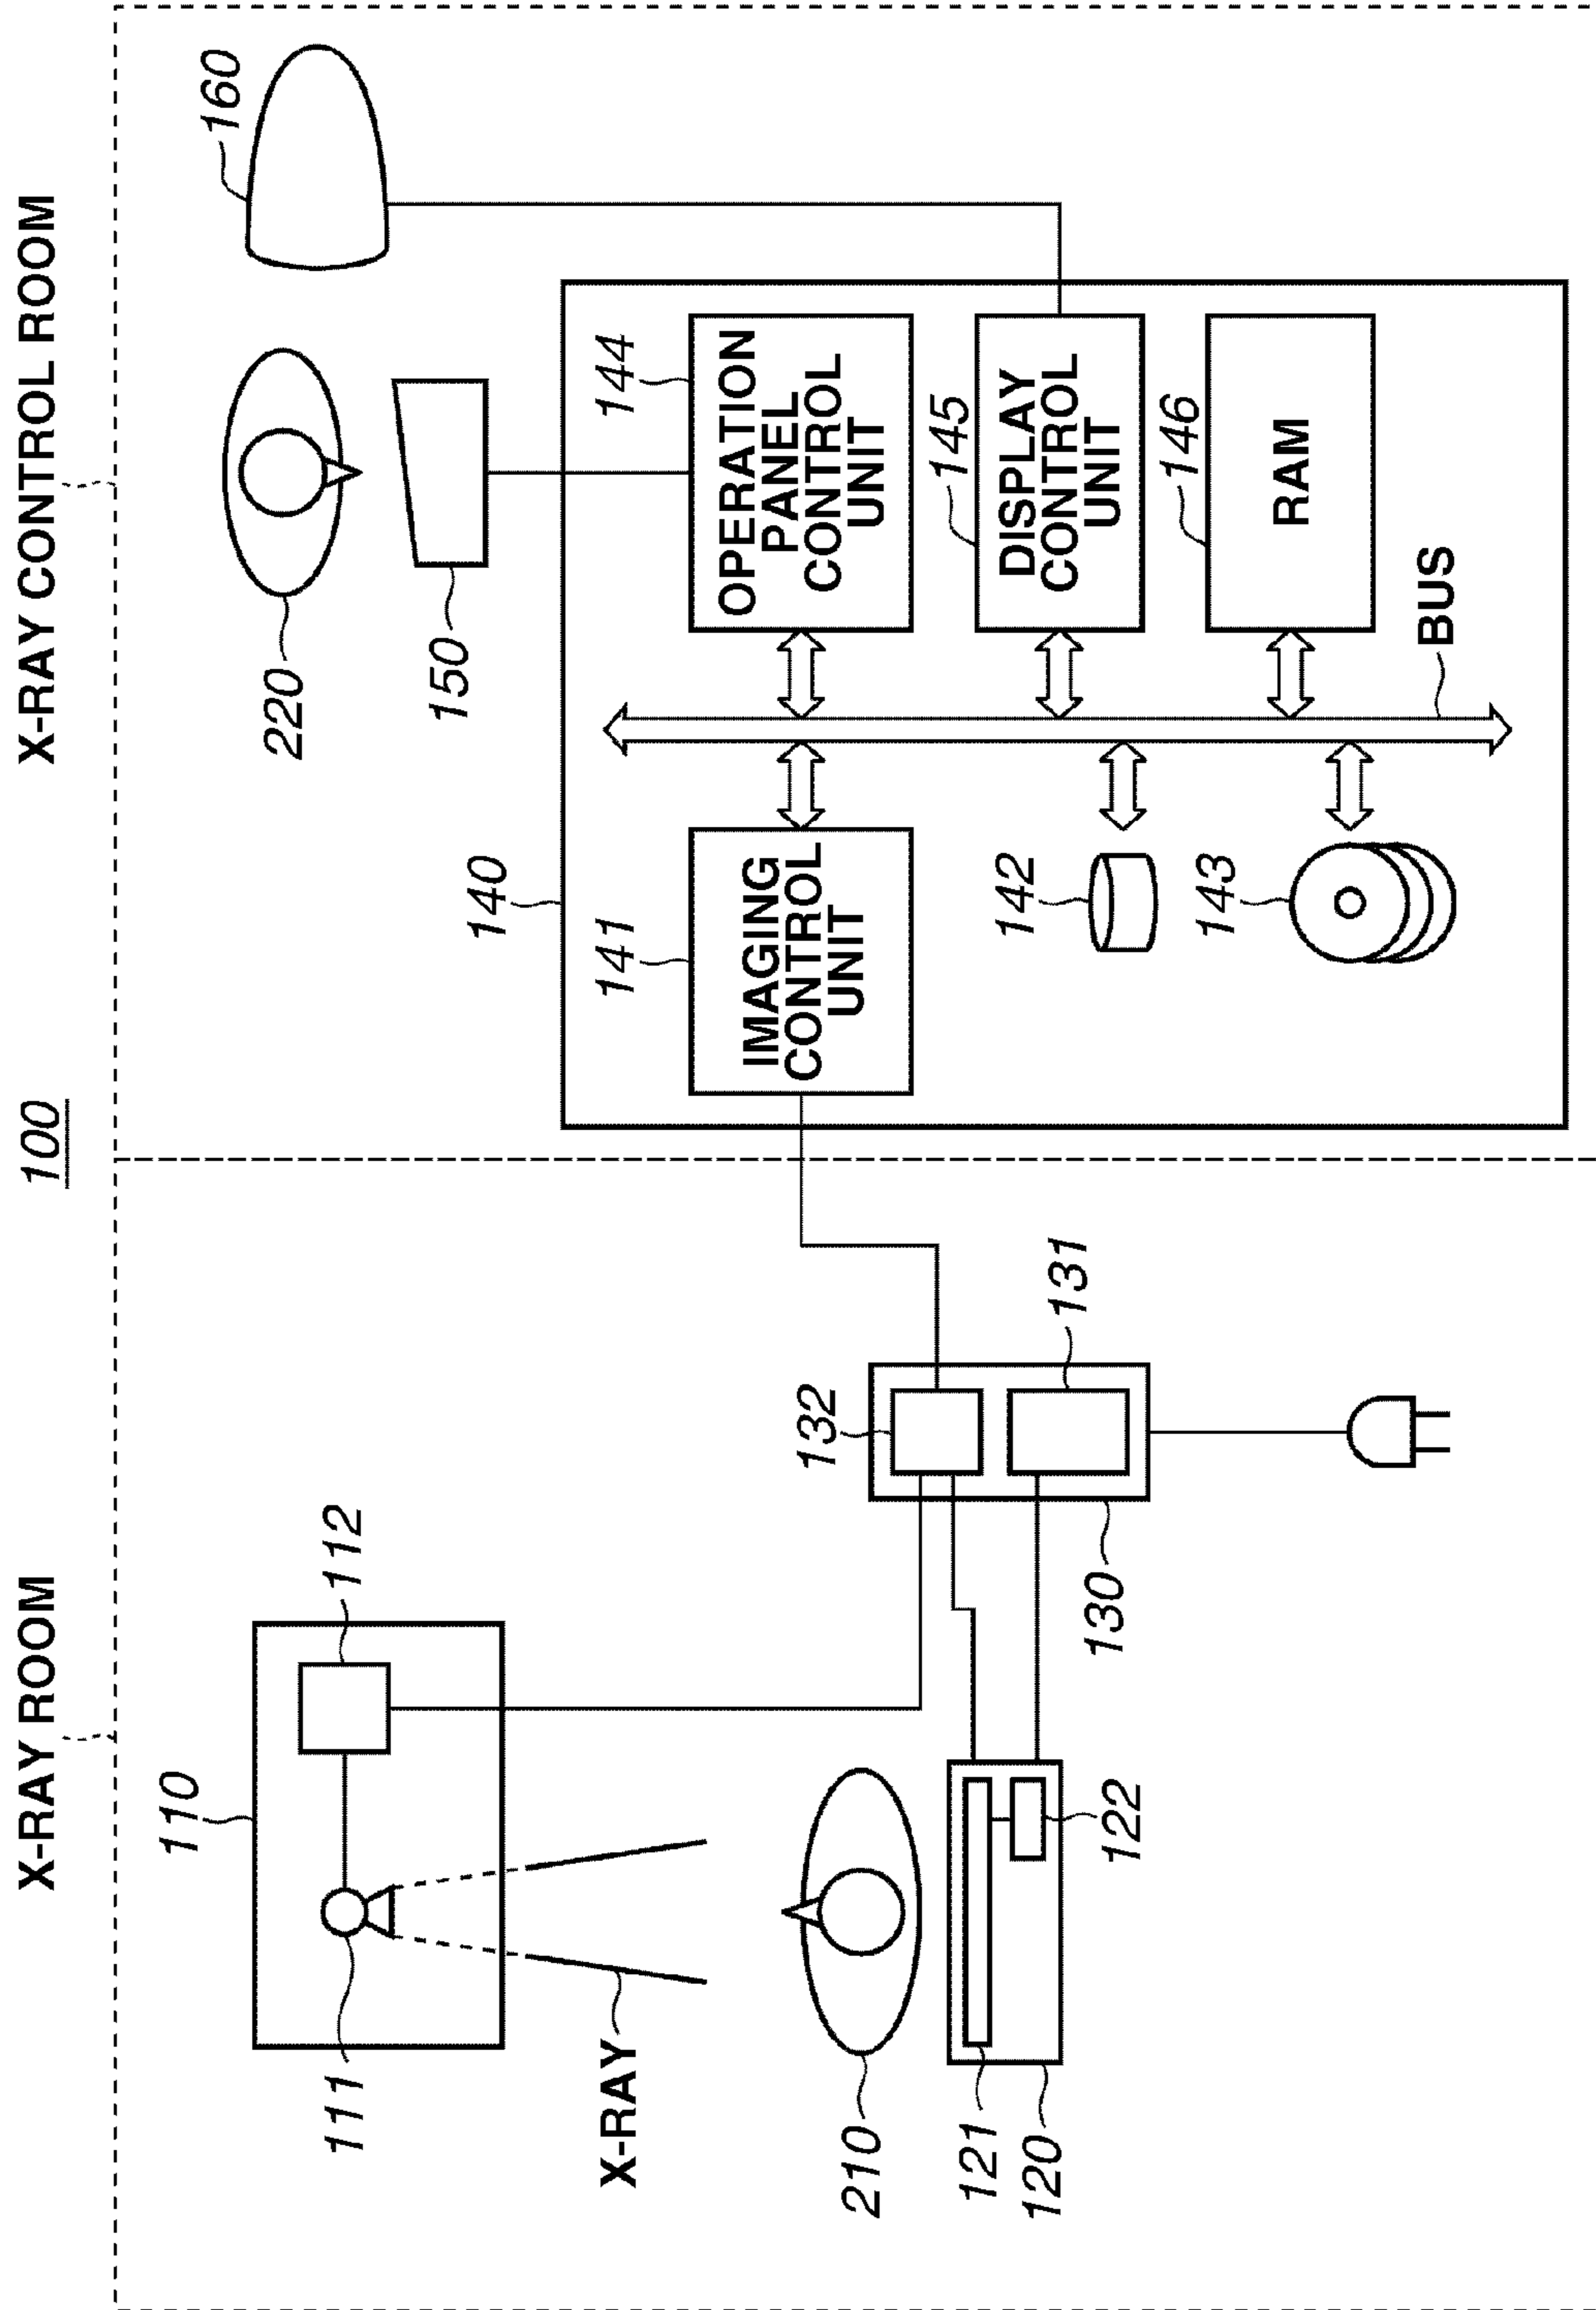 100
X-RAY ROOM
X-RAY CONTROL ROOM
110
112
111
X-RAY
210
121
120
122
130
132
131
140
141
IMAGING
CONTROL
UNIT
142
143
220
150
160
144
OPERATION
PANEL
CONTROL
UNIT
145
DISPLAY
CONTROL
UNIT
146
RAM
BUS